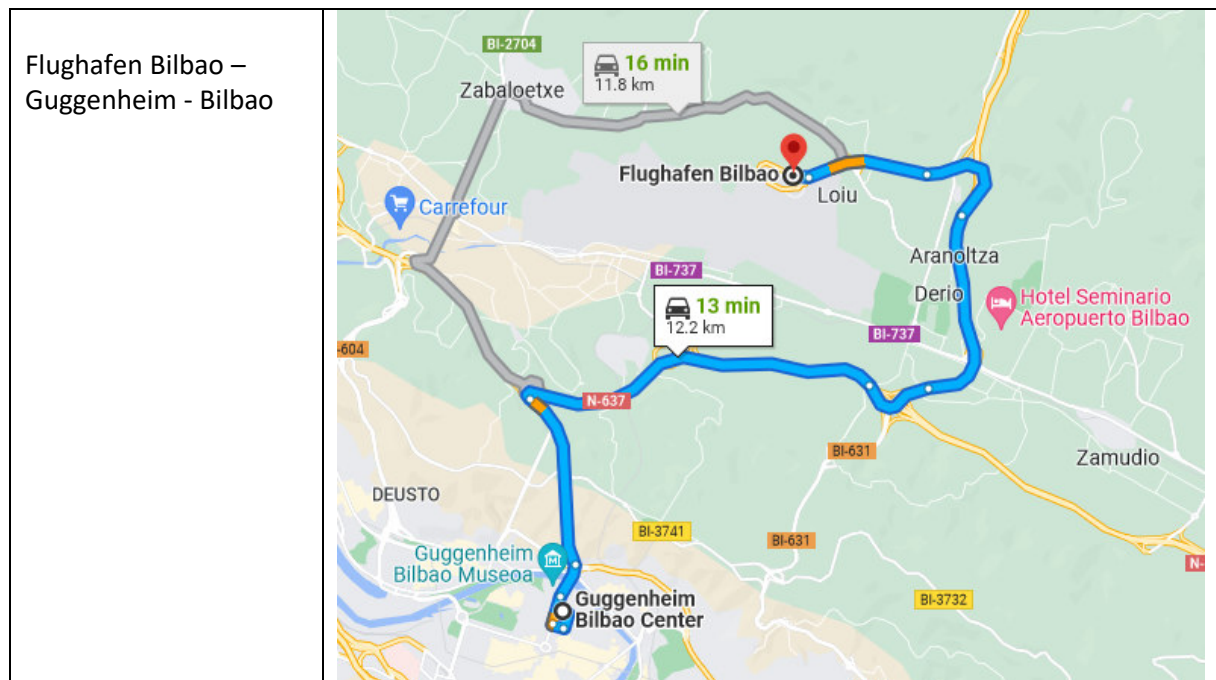 Flughafen Bilbao –
Guggenheim - Bilbao
BI-2704
16 min
11.8 km
Zabaloetxe
Flughafen Bilbao
Loiu
Carrefour
Aranoltza
BI-737
Derio
Hotel Seminario
Aeropuerto Bilbao
13 min
12.2 km
BI-737
-604
N-637
BI-631
Zamudio
DEUSTO
BI-3741
BI-631
Guggenheim
Bilbao Museoa
N-
Guggenheim
Bilbao Center
BI-3732